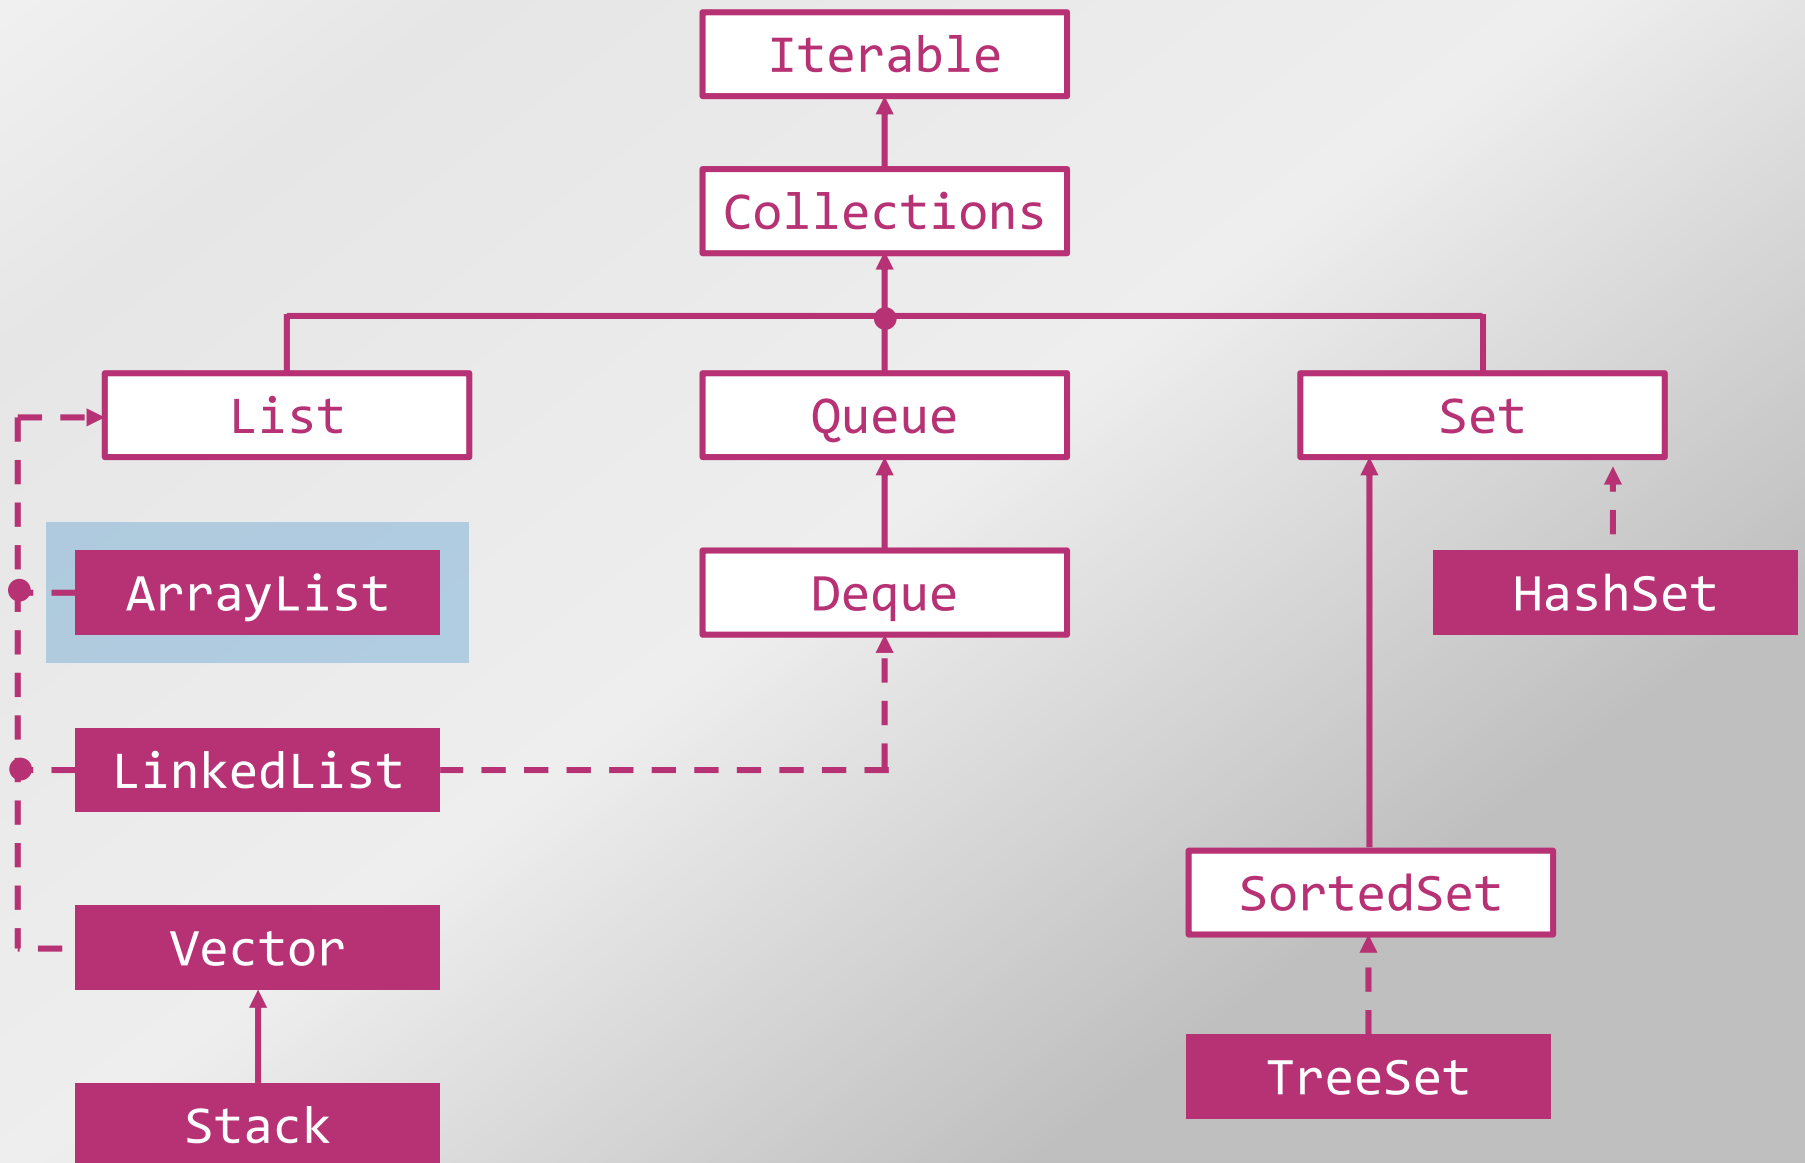 Iterable
Collections
List
Queue
Set
ArrayList
Deque
HashSet
LinkedList
SortedSet
Vector
TreeSet
Stack